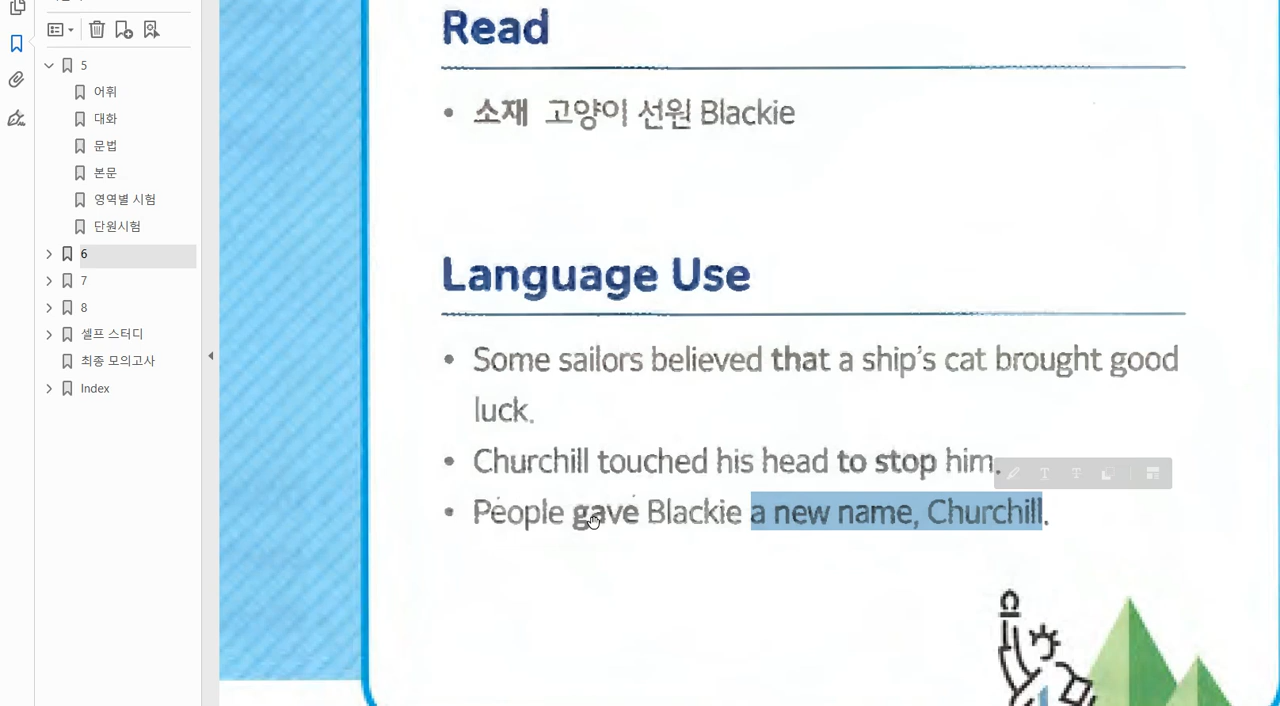 5
어휘
대화
문법
본문
영역별 시험
단원시험
6
7
8
셀프 스터디
최종 모의고사
Index
Read
• 소재 고양이 선원 Blackie
Language Use
• Some sailors believed that a ship's cat brought good
luck.
• Churchill touched his head to stop him.
• People gave Blackie a new name, Churchill.